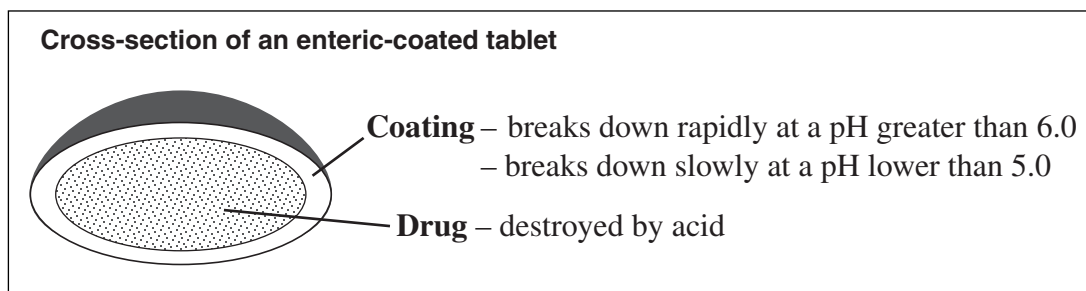 Cross-section of an enteric-coated tablet
Coating – breaks down rapidly at a pH greater than 6.0
– breaks down slowly at a pH lower than 5.0
Drug – destroyed by acid